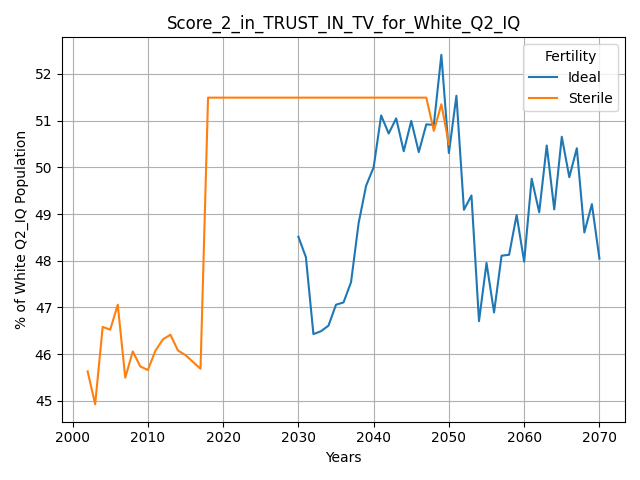 Score_2_in_TRUST_IN_TV_for_White_Q2_IQ
Fertility
Ideal
Sterile
% of White Q2_IQ Population
52
51
50
49
48
47
46
45
2000 2010 2020 2030 2040 2050 2060 2070
Years